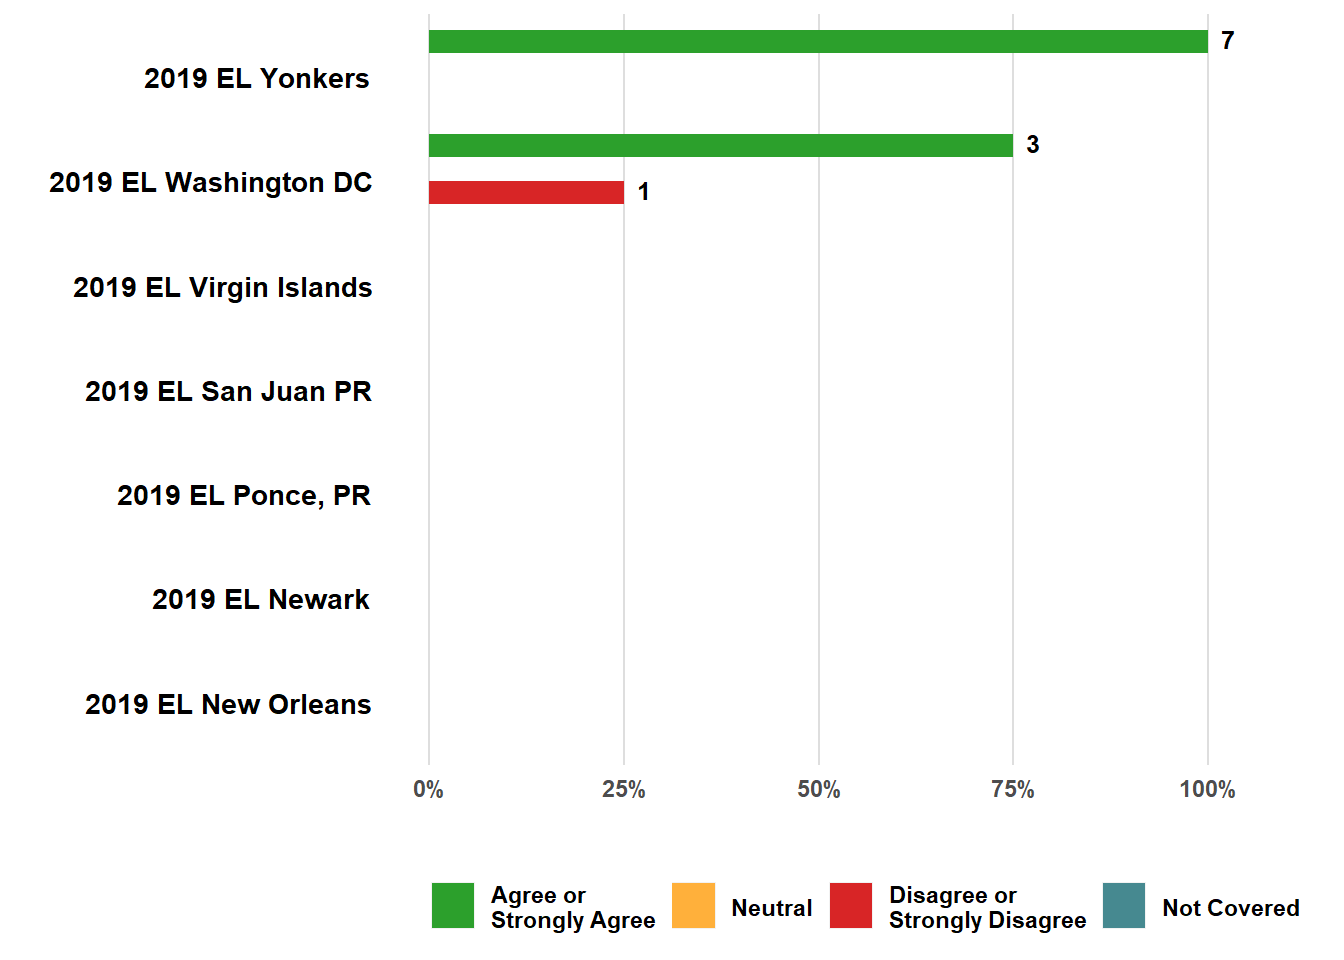 7
2019 EL Yonkers
3
2019 EL Washington DC
1
2019 EL Virgin Islands
2019 EL San Juan PR
2019 EL Ponce, PR
2019 EL Newark
2019 EL New Orleans
0% 25% 50% 75% 100%
Agree or
Strongly Agree
Neutral
Disagree or
Strongly Disagree
Not Covered